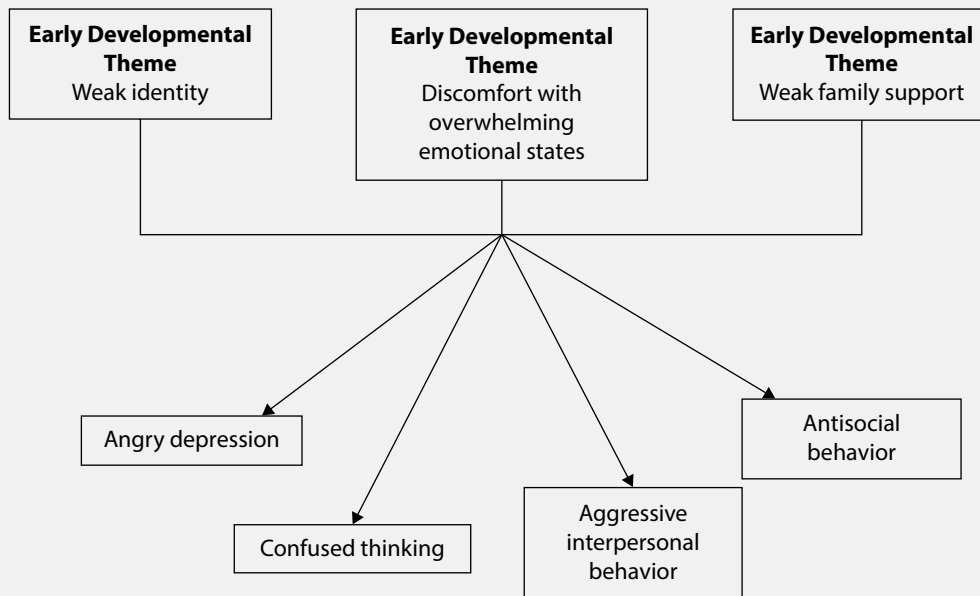 Early Developmental
Theme
Weak identity
Early Developmental
Theme
Discomfort with
overwhelming
emotional states
Early Developmental
Theme
Weak family support
Angry depression
Confused thinking
Aggressive
interpersonal
behavior
Antisocial
behavior